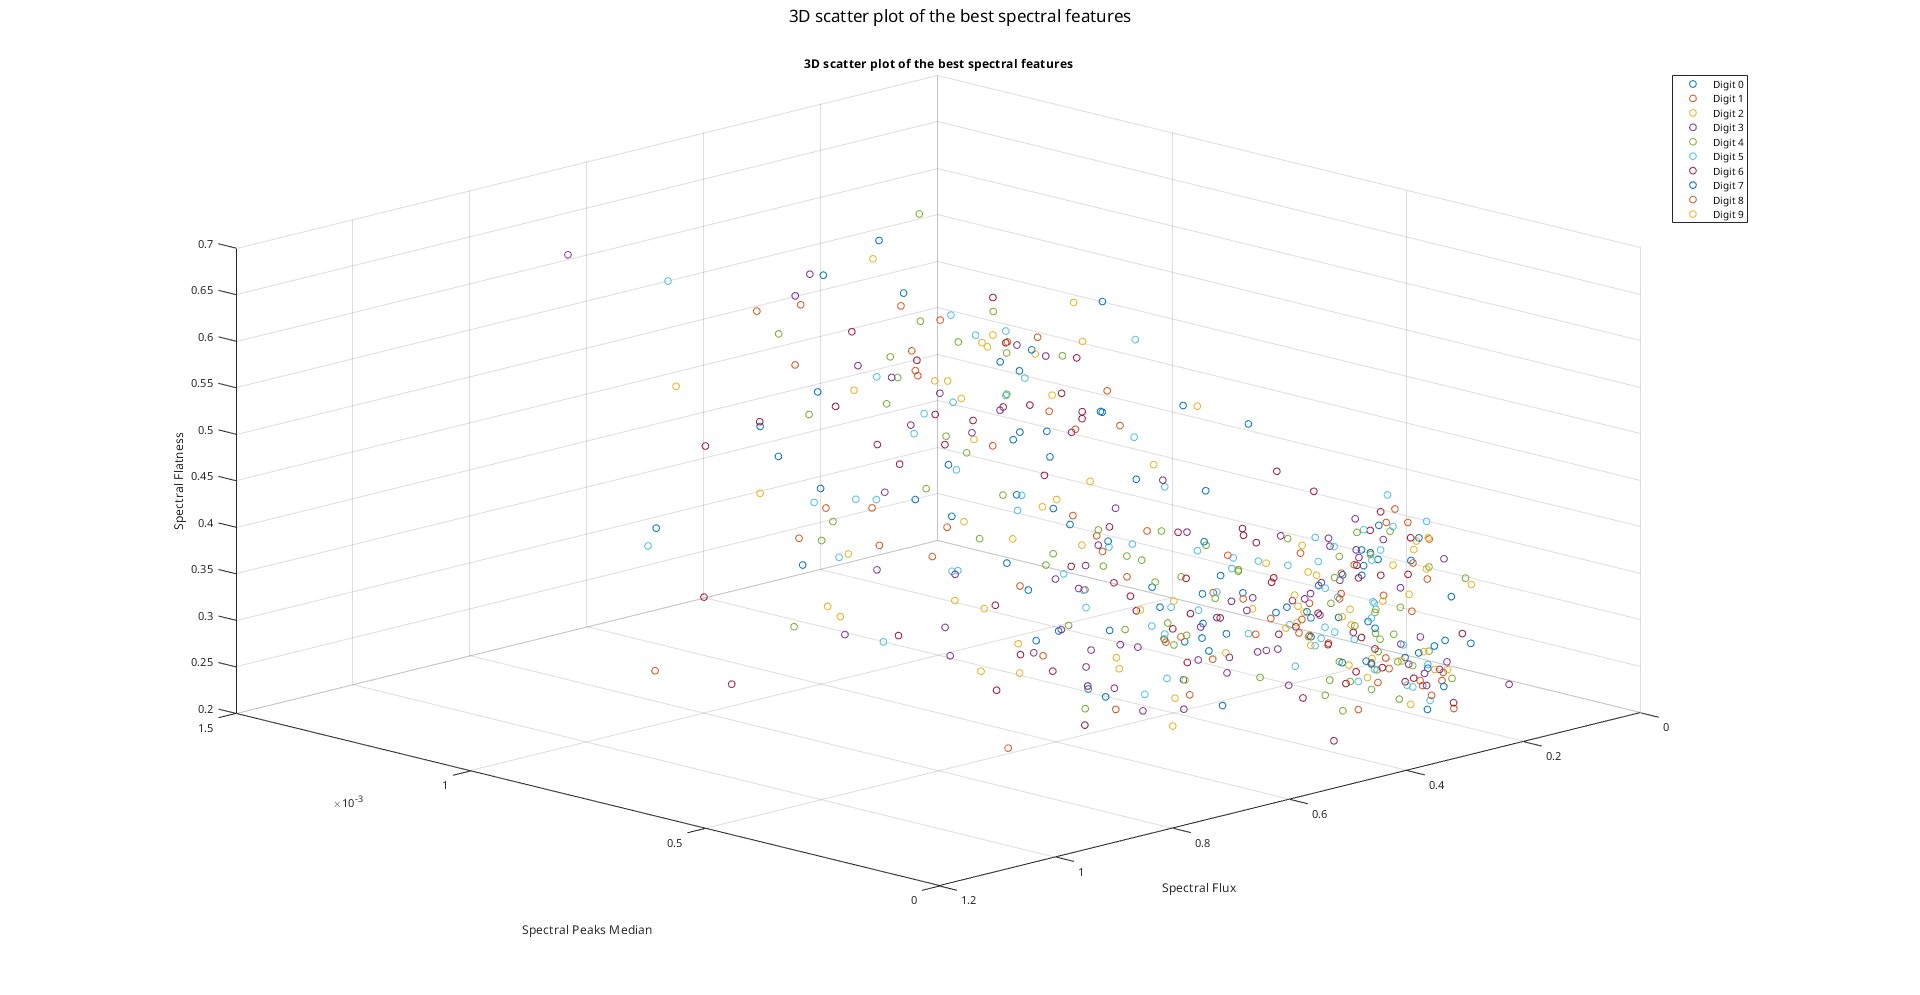 3D scatter plot of the best spectral features
3D scatter plot of the best spectral features
Digit 0
Digit 1
Digit 2
Digit 3
Digit 4
Digit 5
Digit 6
Digit 7
Digit 8
Digit 9
0.7
0.65
0.6
0.55
0.5
0.45
0.4
0.35
0.3
0.25
0.2
Spectral Flatness
1.5
1
0.5
0
×10-3
Spectral Peaks Median
0
0.2
0.4
0.6
0.8
1
1.2
Spectral Flux